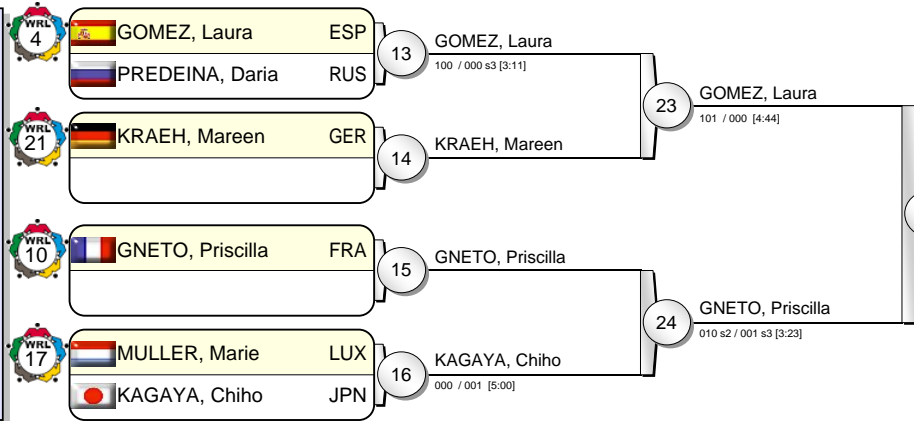 WRL
4
GOMEZ, Laura ESP
PREDEINA, Daria RUS
13
GOMEZ, Laura
100 / 000 s3 [3:11]
23
GOMEZ, Laura
101 / 000 [4:44]
WRL
21
KRAEH, Mareen GER
14
KRAEH, Mareen
WRL
10
GNETO, Priscilla FRA
15
GNETO, Priscilla
24
GNETO, Priscilla
010 s2 / 001 s3 [3:23]
WRL
17
MULLER, Marie LUX
KAGAYA, Chiho JPN
16
KAGAYA, Chiho
000 / 001 [5:00]